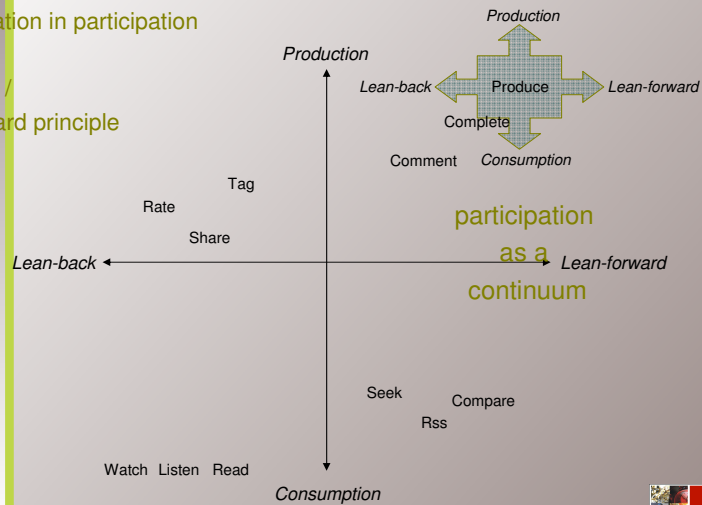 ation in participation
/
ard principle
Production
Lean-back
Produce
Lean-forward
Complete
Comment
Consumption
Production
Tag
Rate
Share
participation
as a
continuum
Lean-back
Lean-forward
Seek
Compare
Rss
Watch Listen Read
Consumption